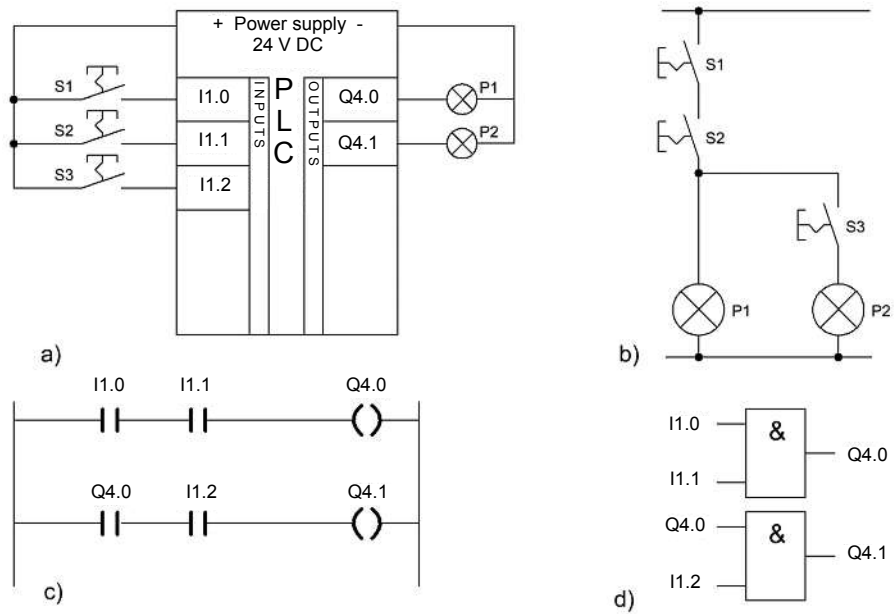 + Power supply -
24 V DC
S1
S2
S3
I1.0
I1.1
I1.2
INPUTS
PLC
OUTPUTS
Q4.0
Q4.1
P1
P2
a)
S1
S2
S3
P1
P2
b)
I1.0 I1.1 Q4.0
Q4.0 I1.2 Q4.1
c)
I1.0
I1.1
&
Q4.0
Q4.0
I1.2
&
Q4.1
d)